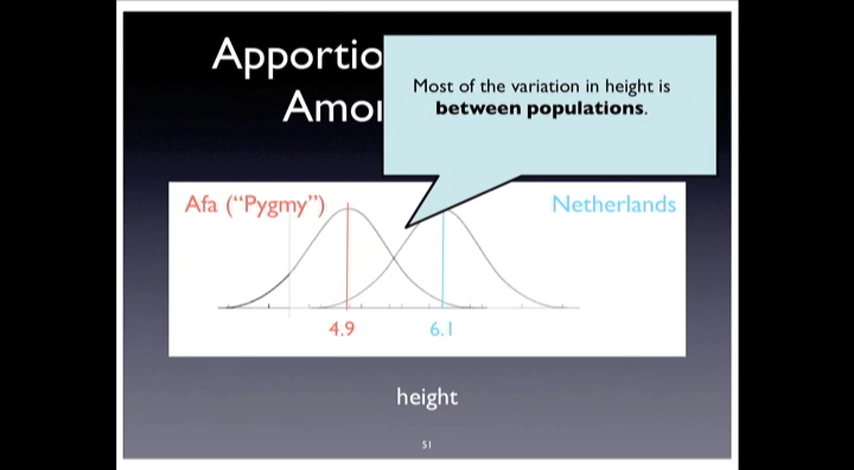 Apportio
Amo
Most of the variation in height is
between populations.
Afa ("Pygmy")
Netherlands
4.9
6.1
height
51